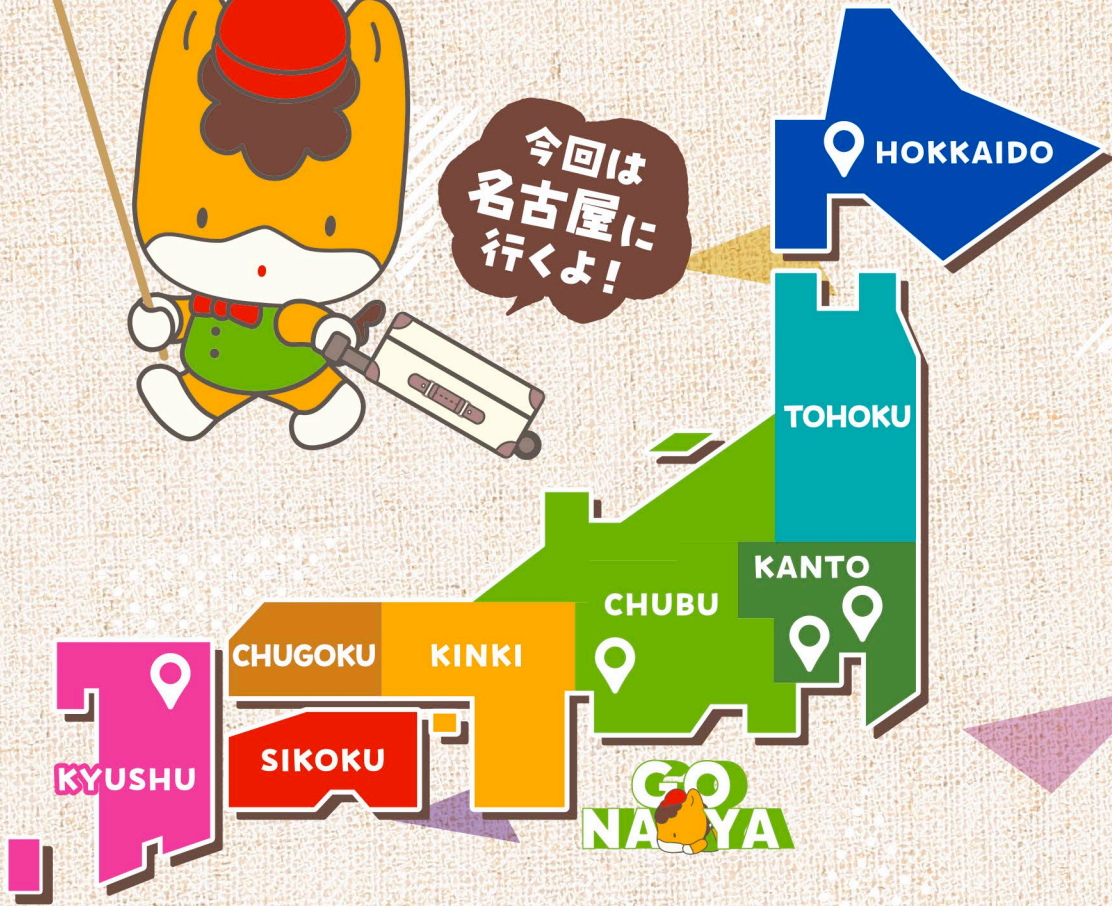 今回は
名古屋に
行くよ!
HOKKAIDO
TOHOKU
KANTO
CHUBU
CHUGOKU
KINKI
SIKOKU
KYUSHU
GO
NA YA